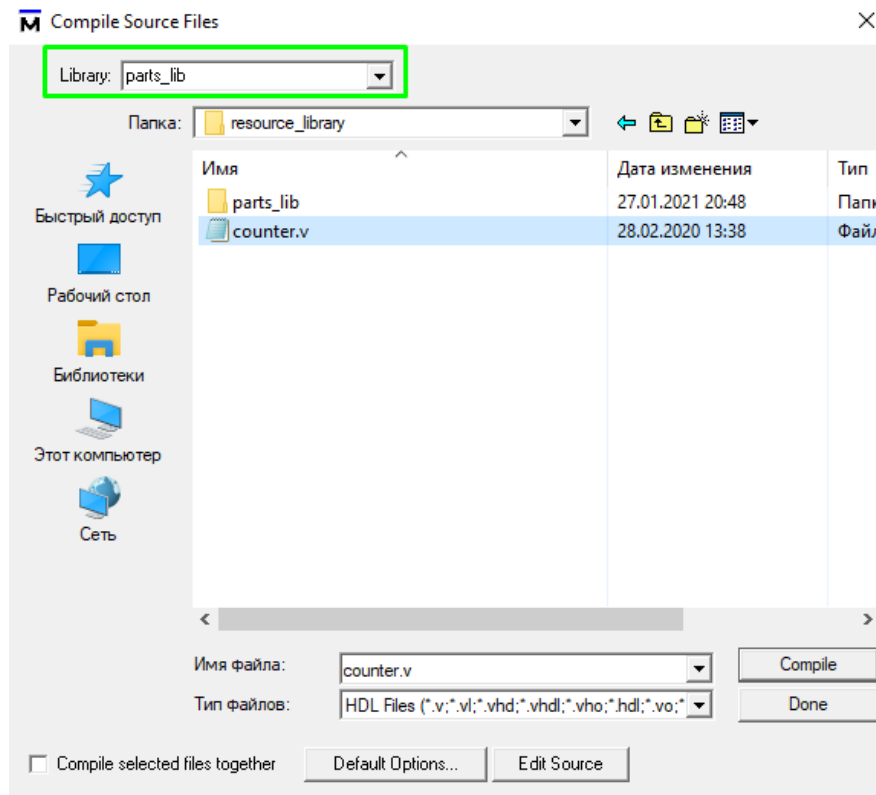 Compile Source Files
Library: parts_lib
Папка: resource_library
Имя Дата изменения Тип
parts_lib 27.01.2021 20:48 Папк
counter.v 28.02.2020 13:38 Файл
Быстрый доступ
Рабочий стол
Библиотеки
Этот компьютер
Сеть
Имя файла: counter.v Compile
Тип файлов: HDL Files (*.v;*.vl;*.vhd;*.vhdl;*.vho;*.hdl;*.vo;* Done
Compile selected files together Default Options... Edit Source